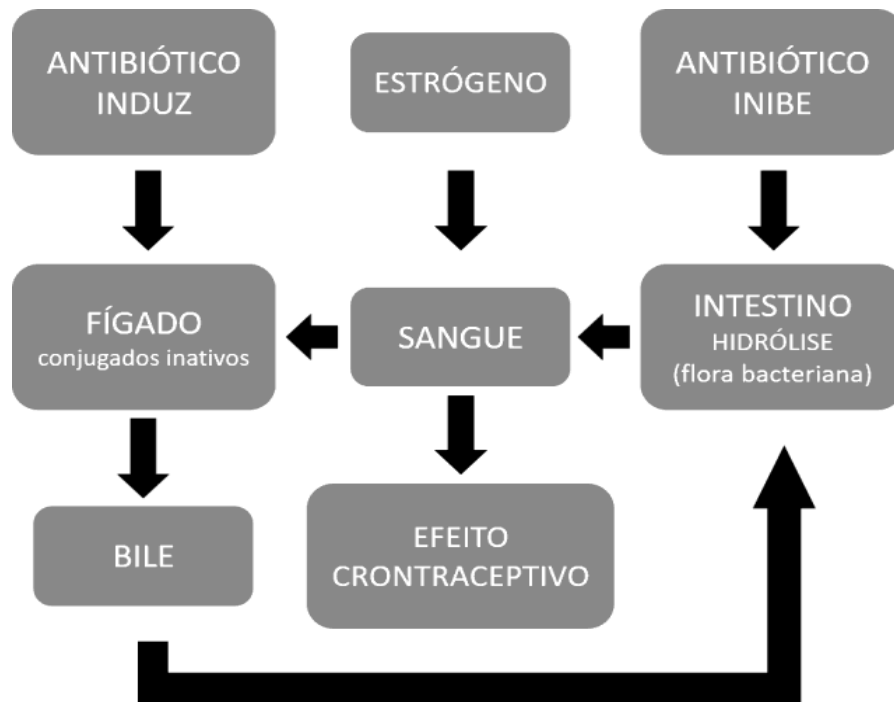 ANTIBIÓTICO
INDUZ
ESTRÓGENO
ANTIBIÓTICO
INIBE
FÍGADO
conjugados inativos
SANGUE
INTESTINO
HIDRÓLISE
(flora bacteriana)
BILE
EFEITO
CRONTRACEPTIVO